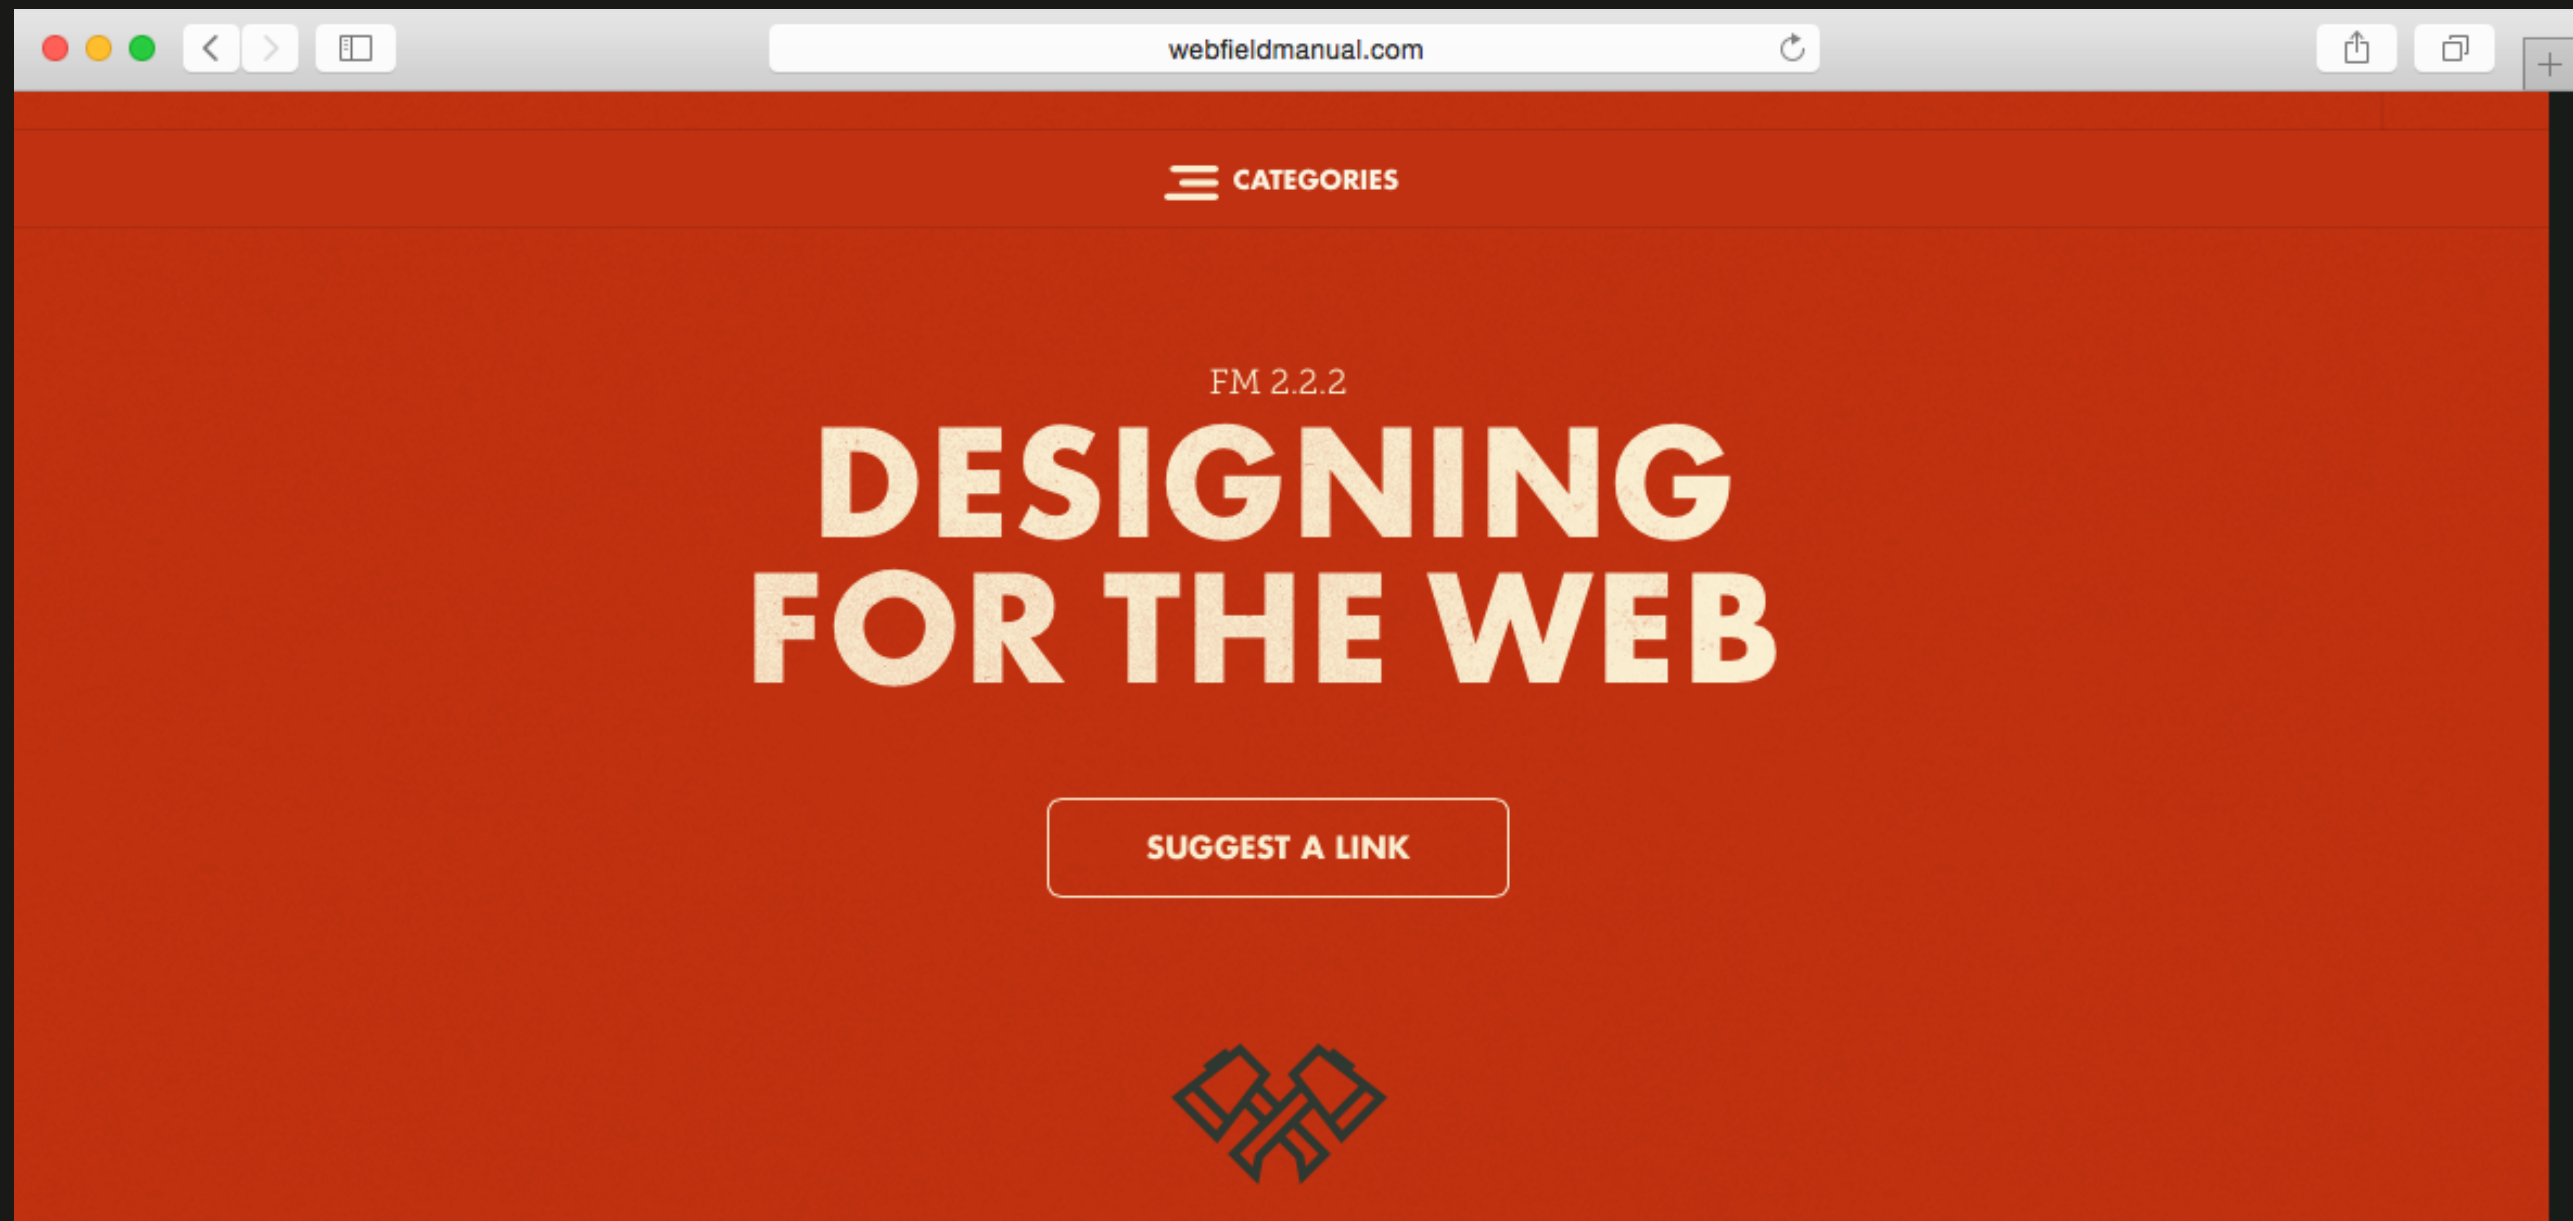 webfieldmanual.com
CATEGORIES
FM 2.2.2
DESIGNING
FOR THE WEB
SUGGEST A LINK